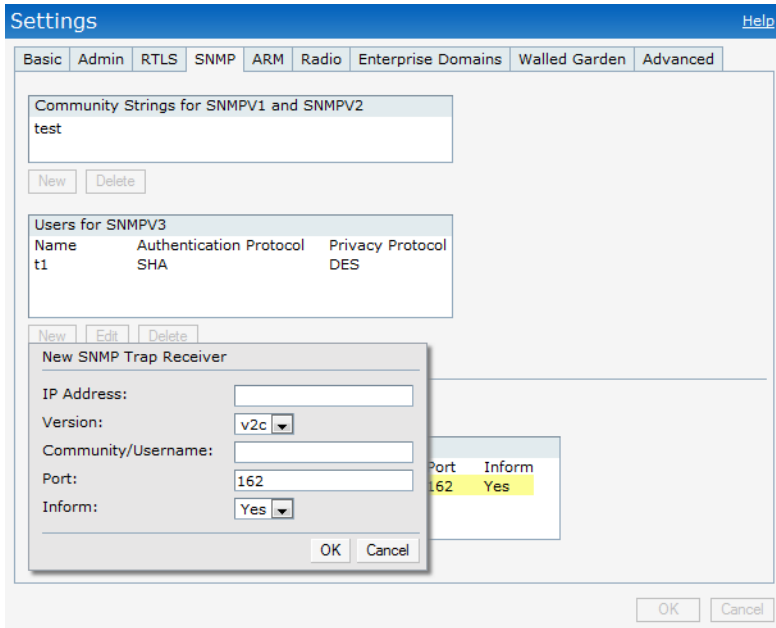 Settings
Help
Basic Admin RTLS SNMP ARM Radio Enterprise Domains Walled Garden Advanced
Community Strings for SNMPV1 and SNMPV2
test
New Delete
Users for SNMPV3
Name Authentication Protocol Privacy Protocol
t1 SHA DES
New Edit Delete
New SNMP Trap Receiver
IP Address:
Version: v2c
Community/Username:
Port: 162
Inform: Yes
OK Cancel
Port Inform
162 Yes
OK Cancel